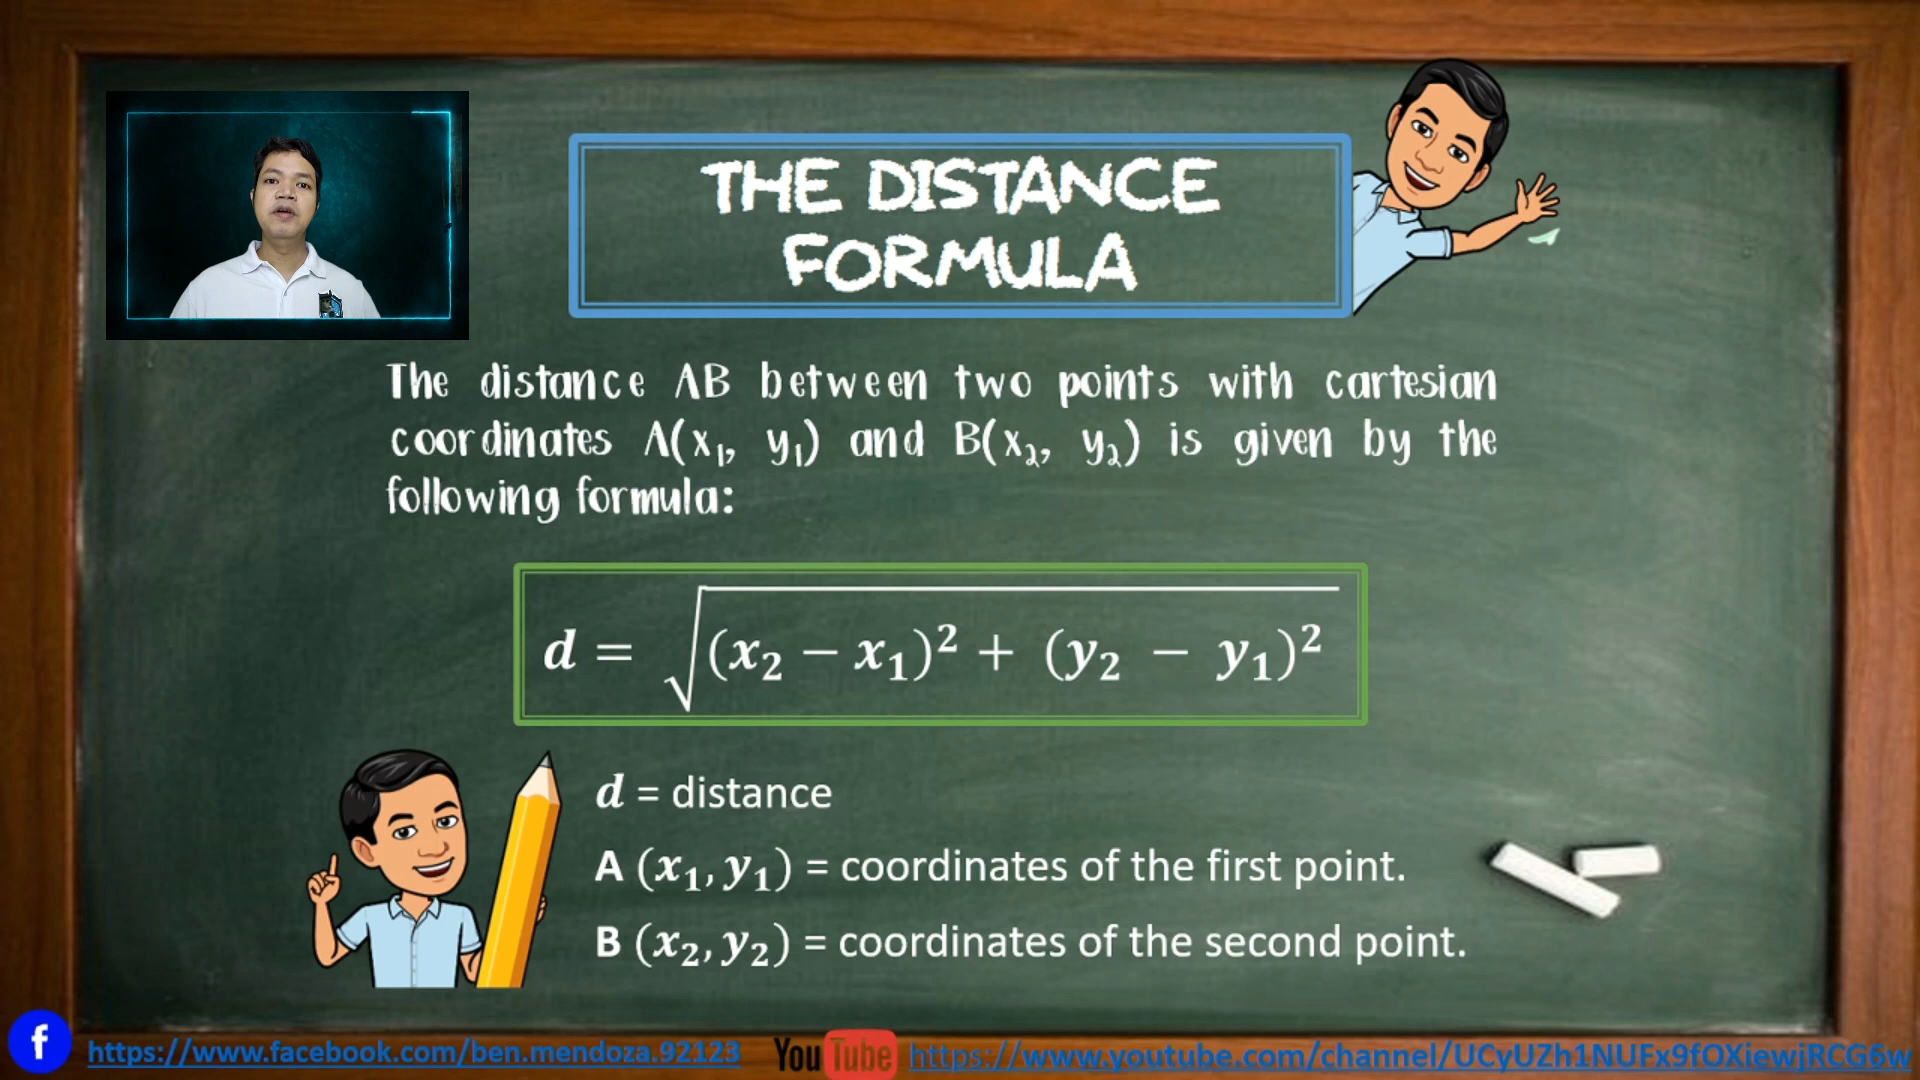 THE DISTANCE
FORMULA
The distance AB between two points with cartesian
coordinates A(x₁, y₁) and B(x₂, y₂) is given by the
following formula:
d = √(x₂ − x₁)² + (y₂ − y₁)²
d = distance
A (x₁, y₁) = coordinates of the first point.
B (x₂, y₂) = coordinates of the second point.
f https://www.facebook.com/ben.mendoza.92123 YouTube https://www.youtube.com/channel/UCyUZh1NUFx9fOXiewjRCG6w